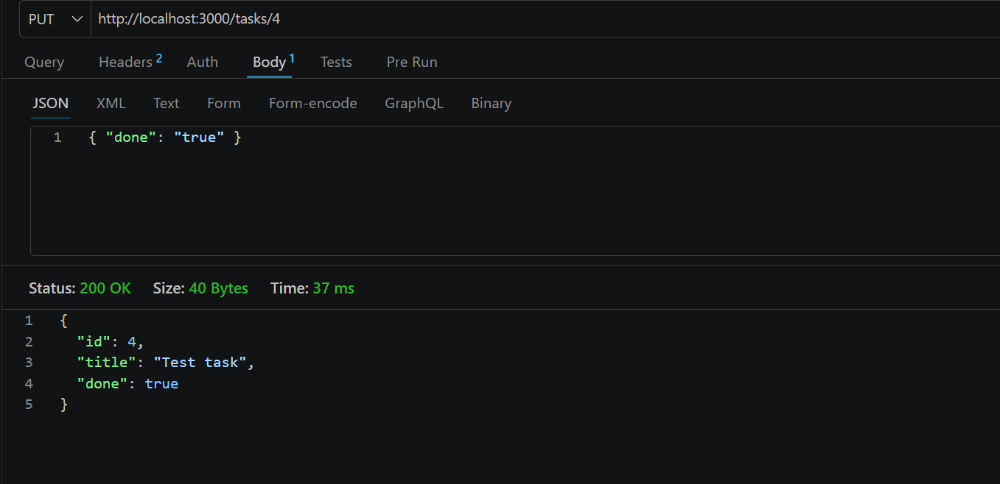 PUT http://localhost:3000/tasks/4
Query Headers 2 Auth Body 1 Tests Pre Run
JSON XML Text Form Form-encode GraphQL Binary
1 { "done": "true" }
Status: 200 OK Size: 40 Bytes Time: 37 ms
1 {
2 "id": 4,
3 "title": "Test task",
4 "done": true
5 }